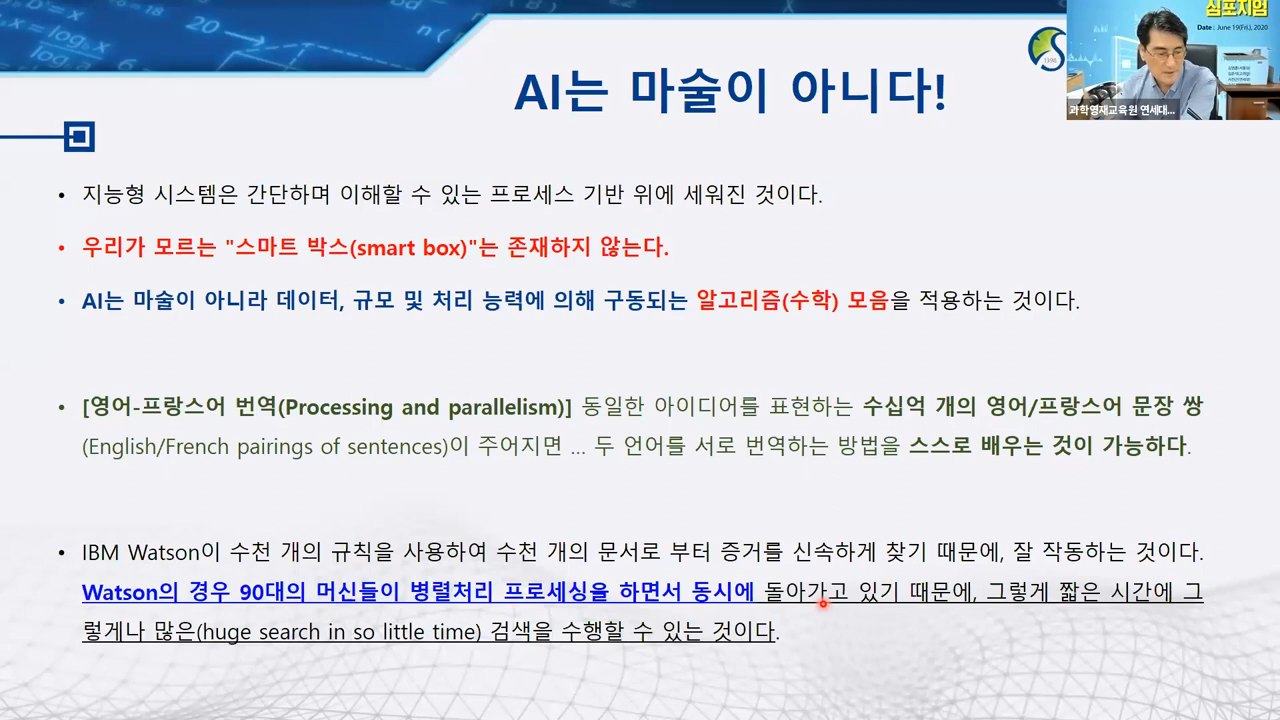 심포지엄
Date : June 19(Fri.), 2020
과학영재교육원 연세대...
AI는 마술이 아니다!
• 지능형 시스템은 간단하며 이해할 수 있는 프로세스 기반 위에 세워진 것이다.
• 우리가 모르는 "스마트 박스(smart box)"는 존재하지 않는다.
• AI는 마술이 아니라 데이터, 규모 및 처리 능력에 의해 구동되는 알고리즘(수학) 모음을 적용하는 것이다.
• [영어-프랑스어 번역(Processing and parallelism)] 동일한 아이디어를 표현하는 수십억 개의 영어/프랑스어 문장 쌍
(English/French pairings of sentences)이 주어지면 ... 두 언어를 서로 번역하는 방법을 스스로 배우는 것이 가능하다.
• IBM Watson이 수천 개의 규칙을 사용하여 수천 개의 문서로 부터 증거를 신속하게 찾기 때문에, 잘 작동하는 것이다.
Watson의 경우 90대의 머신들이 병렬처리 프로세싱을 하면서 동시에 돌아가고 있기 때문에, 그렇게 짧은 시간에 그
렇게나 많은(huge search in so little time) 검색을 수행할 수 있는 것이다.